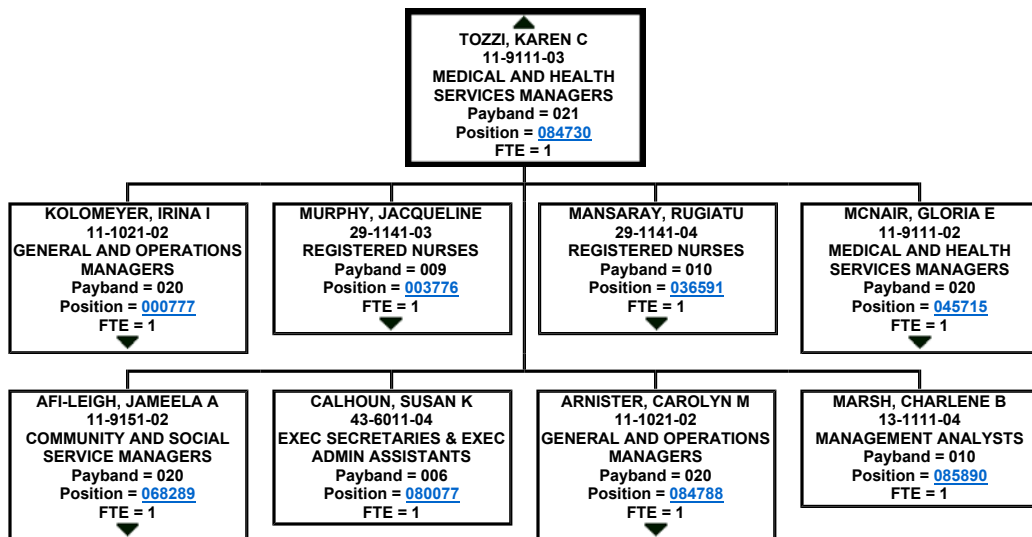 TOZZI, KAREN C
11-9111-03
MEDICAL AND HEALTH
SERVICES MANAGERS
Payband = 021
Position = 084730
FTE = 1
KOLOMEYER, IRINA I
11-1021-02
GENERAL AND OPERATIONS
MANAGERS
Payband = 020
Position = 000777
FTE = 1
MURPHY, JACQUELINE
29-1141-03
REGISTERED NURSES
Payband = 009
Position = 003776
FTE = 1
MANSARAY, RUGIATU
29-1141-04
REGISTERED NURSES
Payband = 010
Position = 036591
FTE = 1
MCNAIR, GLORIA E
11-9111-02
MEDICAL AND HEALTH
SERVICES MANAGERS
Payband = 020
Position = 045715
FTE = 1
AFI-LEIGH, JAMEELA A
11-9151-02
COMMUNITY AND SOCIAL
SERVICE MANAGERS
Payband = 020
Position = 068289
FTE = 1
CALHOUN, SUSAN K
43-6011-04
EXEC SECRETARIES & EXEC
ADMIN ASSISTANTS
Payband = 006
Position = 080077
FTE = 1
ARNISTER, CAROLYN M
11-1021-02
GENERAL AND OPERATIONS
MANAGERS
Payband = 020
Position = 084788
FTE = 1
MARSH, CHARLENE B
13-1111-04
MANAGEMENT ANALYSTS
Payband = 010
Position = 085890
FTE = 1